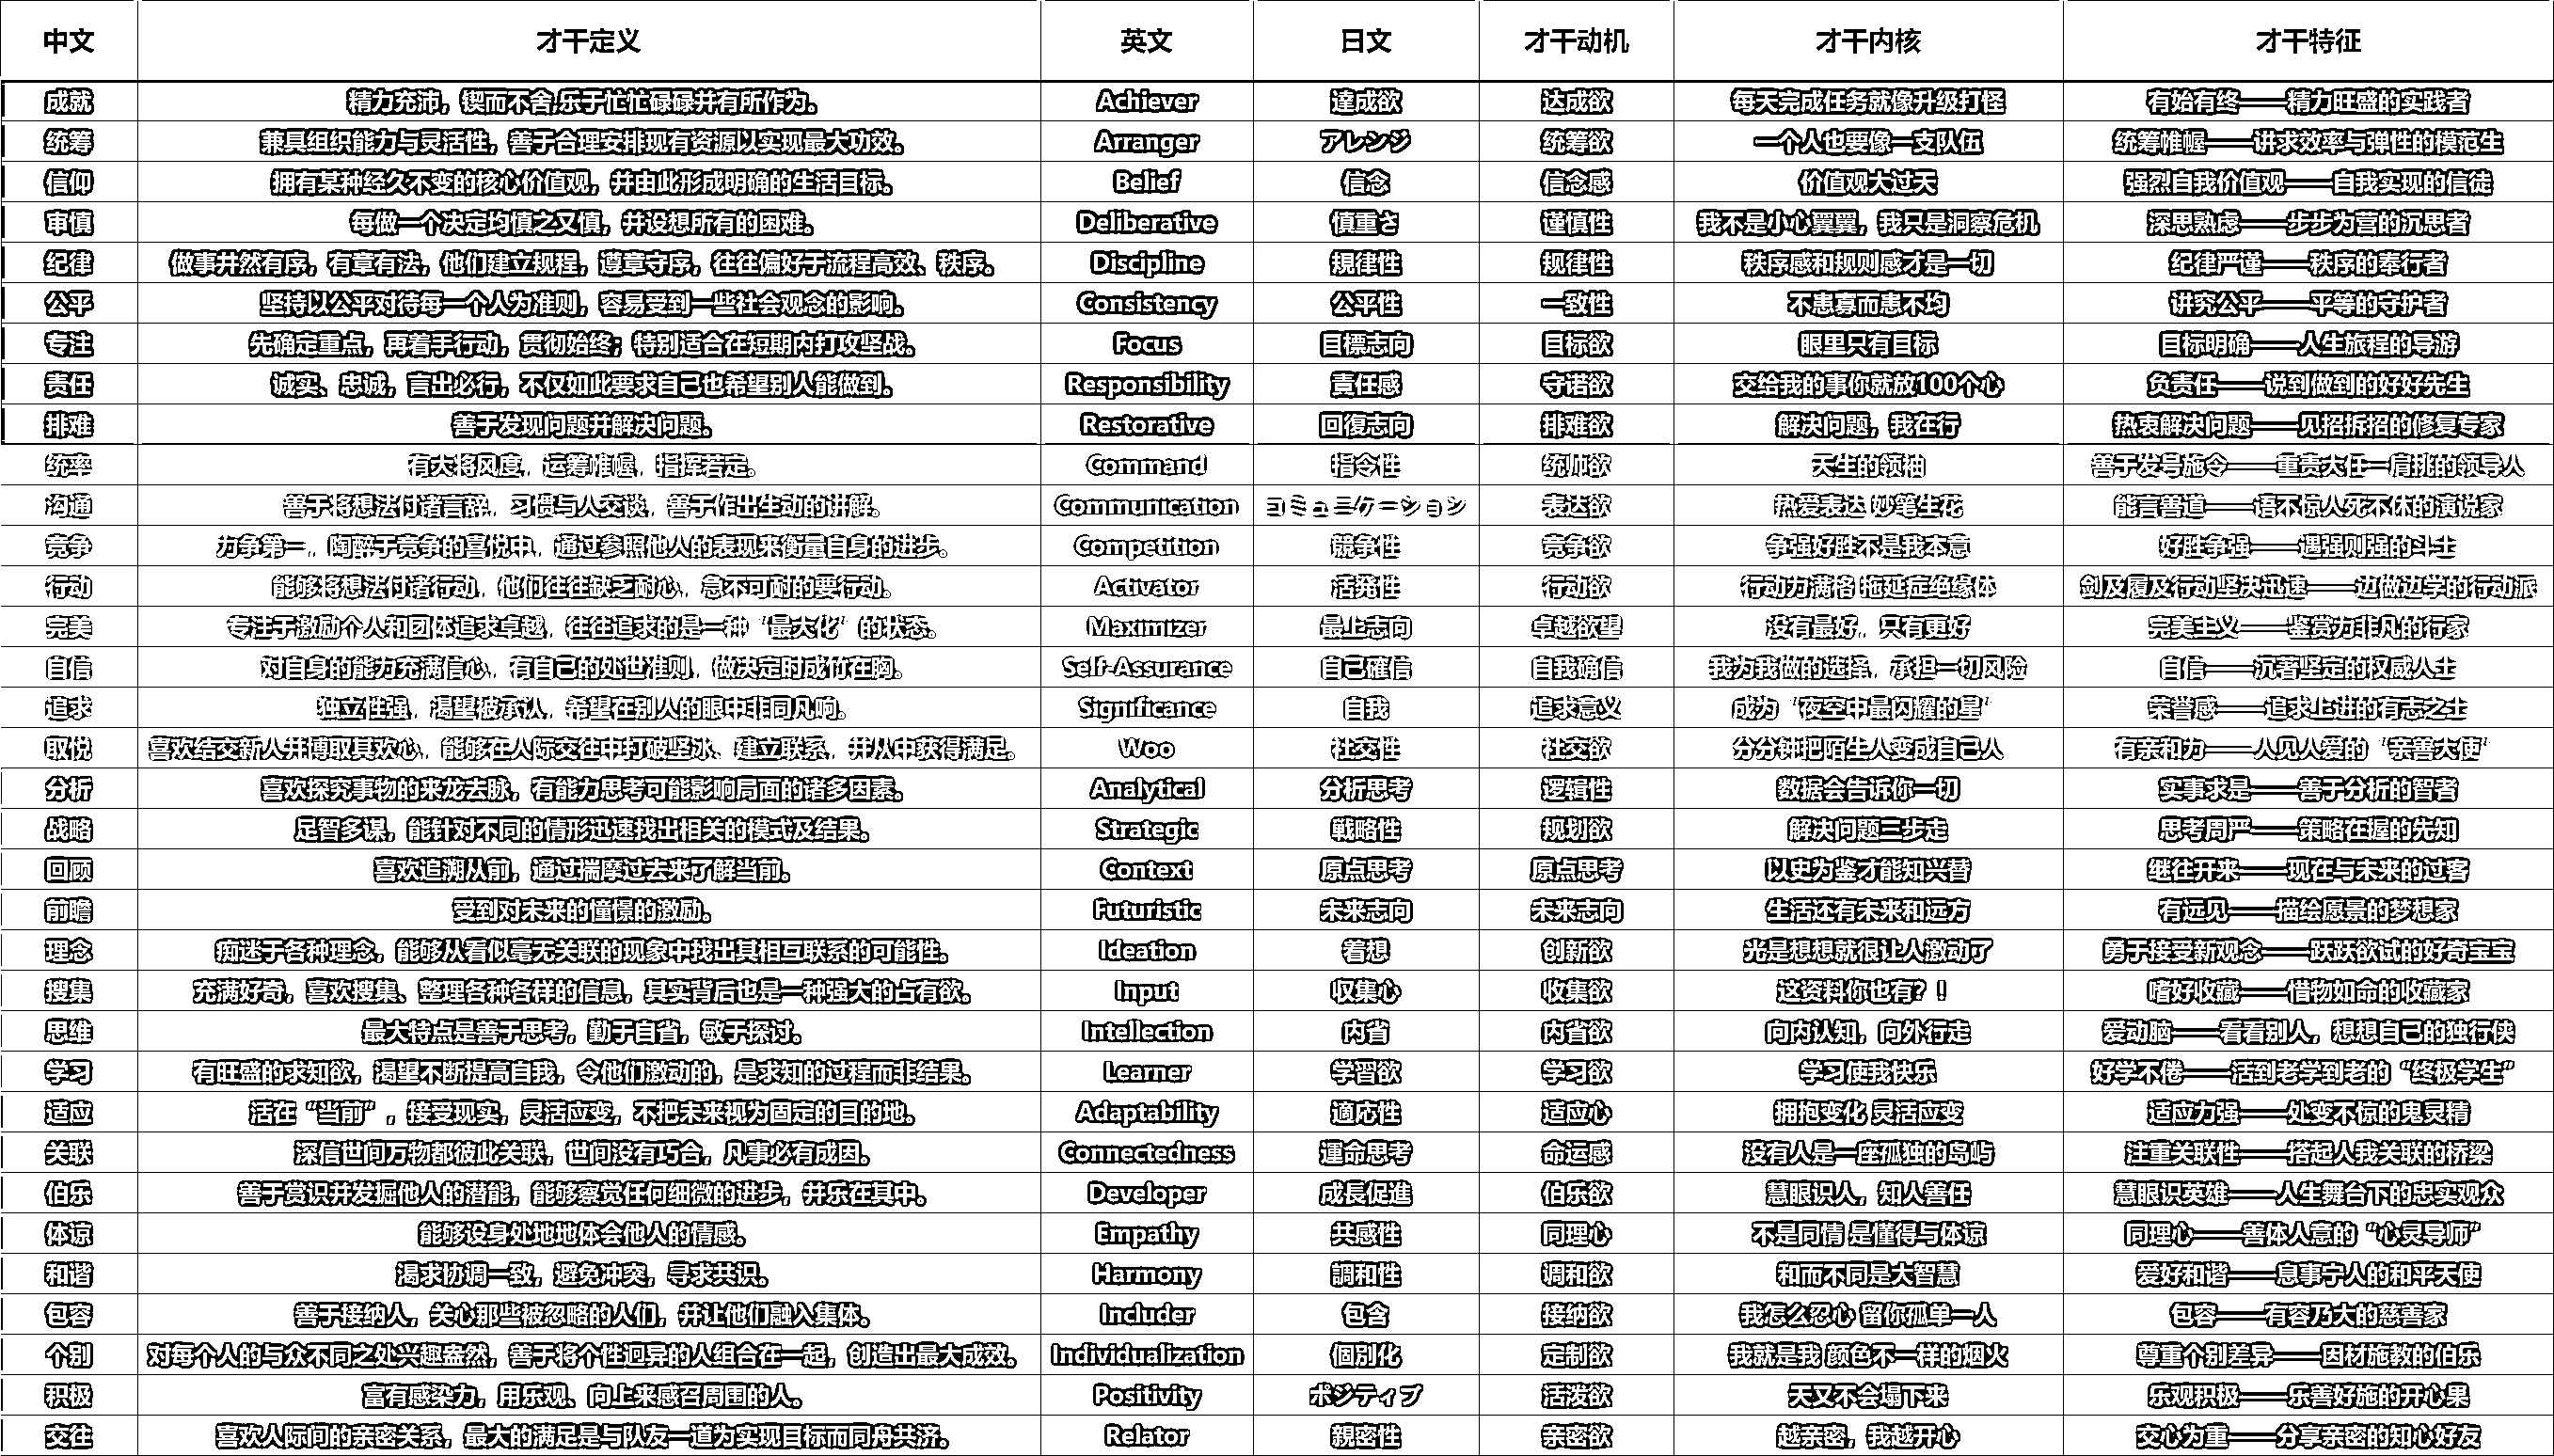 中文 才干定义 英文 日文 才干动机 才干内核 才干特征
成就 精力充沛，锲而不舍,乐于忙忙碌碌并有所作为。 Achiever 達成欲 达成欲 每天完成任务就像升级打怪 有始有终——精力旺盛的实践者
统筹 兼具组织能力与灵活性，善于合理安排现有资源以实现最大功效。 Arranger アレンジ 统筹欲 一个人也要像一支队伍 统筹帷幄——讲求效率与弹性的模范生
信仰 拥有某种经久不变的核心价值观，并由此形成明确的生活目标。 Belief 信念 信念感 价值观大过天 强烈自我价值观——自我实现的信徒
审慎 每做一个决定均慎之又慎，并设想所有的困难。 Deliberative 慎重さ 谨慎性 我不是小心翼翼，我只是洞察危机 深思熟虑——步步为营的沉思者
纪律 做事井然有序，有章有法，他们建立规程，遵章守序，往往偏好于流程高效、秩序。 Discipline 規律性 规律性 秩序感和规则感才是一切 纪律严谨——秩序的奉行者
公平 坚持以公平对待每一个人为准则，容易受到一些社会观念的影响。 Consistency 公平性 一致性 不患寡而患不均 讲究公平——平等的守护者
专注 先确定重点，再着手行动，贯彻始终；特别适合在短期内打攻坚战。 Focus 目標志向 目标欲 眼里只有目标 目标明确——人生旅程的导游
责任 诚实、忠诚，言出必行，不仅如此要求自己也希望别人能做到。 Responsibility 責任感 守诺欲 交给我的事你就放100个心 负责任——说到做到的好好先生
排难 善于发现问题并解决问题。 Restorative 回復志向 排难欲 解决问题，我在行 热衷解决问题——见招拆招的修复专家
统率 有大将风度，运筹帷幄，指挥若定。 Command 指令性 统帅欲 天生的领袖 善于发号施令——重责大任一肩挑的领导人
沟通 善于将想法付诸言辞，习惯与人交谈，善于作出生动的讲解。 Communication コミュニケーション 表达欲 热爱表达 妙笔生花 能言善道——语不惊人死不休的演说家
竞争 力争第一，陶醉于竞争的喜悦中，通过参照他人的表现来衡量自身的进步。 Competition 競争性 竞争欲 争强好胜不是我本意 好胜争强——遇强则强的斗士
行动 能够将想法付诸行动，他们往往缺乏耐心，急不可耐的要行动。 Activator 活発性 行动欲 行动力满格 拖延症绝缘体 剑及履及行动坚决迅速——边做边学的行动派
完美 专注于激励个人和团体追求卓越，往往追求的是一种“最大化”的状态。 Maximizer 最上志向 卓越欲望 没有最好，只有更好 完美主义——鉴赏力非凡的行家
自信 对自身的能力充满信心，有自己的处世准则，做决定时成竹在胸。 Self-Assurance 自己確信 自我确信 我为我做的选择，承担一切风险 自信——沉著坚定的权威人士
追求 独立性强，渴望被承认，希望在别人的眼中非同凡响。 Significance 自我 追求意义 成为“夜空中最闪耀的星” 荣誉感——追求上进的有志之士
取悦 喜欢结交新人并博取其欢心，能够在人际交往中打破坚冰、建立联系，并从中获得满足。 Woo 社交性 社交欲 分分钟把陌生人变成自己人 有亲和力——人见人爱的“亲善大使”
分析 喜欢探究事物的来龙去脉，有能力思考可能影响局面的诸多因素。 Analytical 分析思考 逻辑性 数据会告诉你一切 实事求是——善于分析的智者
战略 足智多谋，能针对不同的情形迅速找出相关的模式及结果。 Strategic 戦略性 规划欲 解决问题三步走 思考周严——策略在握的先知
回顾 喜欢追溯从前，通过揣摩过去来了解当前。 Context 原点思考 原点思考 以史为鉴才能知兴替 继往开来——现在与未来的过客
前瞻 受到对未来的憧憬的激励。 Futuristic 未来志向 未来志向 生活还有未来和远方 有远见——描绘愿景的梦想家
理念 痴迷于各种理念，能够从看似毫无关联的现象中找出其相互联系的可能性。 Ideation 着想 创新欲 光是想想就很让人激动了 勇于接受新观念——跃跃欲试的好奇宝宝
搜集 充满好奇，喜欢搜集、整理各种各样的信息，其实背后也是一种强大的占有欲。 Input 収集心 收集欲 这资料你也有？！ 嗜好收藏——惜物如命的收藏家
思维 最大特点是善于思考，勤于自省，敏于探讨。 Intellection 内省 内省欲 向内认知，向外行走 爱动脑——看看别人，想想自己的独行侠
学习 有旺盛的求知欲，渴望不断提高自我，令他们激动的，是求知的过程而非结果。 Learner 学習欲 学习欲 学习使我快乐 好学不倦——活到老学到老的“终极学生”
适应 活在“当前”，接受现实，灵活应变，不把未来视为固定的目的地。 Adaptability 適応性 适应心 拥抱变化 灵活应变 适应力强——处变不惊的鬼灵精
关联 深信世间万物都彼此关联，世间没有巧合，凡事必有成因。 Connectedness 運命思考 命运感 没有人是一座孤独的岛屿 注重关联性——搭起人我关联的桥梁
伯乐 善于赏识并发掘他人的潜能，能够察觉任何细微的进步，并乐在其中。 Developer 成長促進 伯乐欲 慧眼识人，知人善任 慧眼识英雄——人生舞台下的忠实观众
体谅 能够设身处地地体会他人的情感。 Empathy 共感性 同理心 不是同情 是懂得与体谅 同理心——善体人意的“心灵导师”
和谐 渴求协调一致，避免冲突，寻求共识。 Harmony 調和性 调和欲 和而不同是大智慧 爱好和谐——息事宁人的和平天使
包容 善于接纳人，关心那些被忽略的人们，并让他们融入集体。 Includer 包含 接纳欲 我怎么忍心 留你孤单一人 包容——有容乃大的慈善家
个别 对每个人的与众不同之处兴趣盎然，善于将个性迥异的人组合在一起，创造出最大成效。 Individualization 個別化 定制欲 我就是我 颜色不一样的烟火 尊重个别差异——因材施教的伯乐
积极 富有感染力，用乐观、向上来感召周围的人。 Positivity ポジティブ 活泼欲 天又不会塌下来 乐观积极——乐善好施的开心果
交往 喜欢人际间的亲密关系，最大的满足是与队友一道为实现目标而同舟共济。 Relator 親密性 亲密欲 越亲密，我越开心 交心为重——分享亲密的知心好友